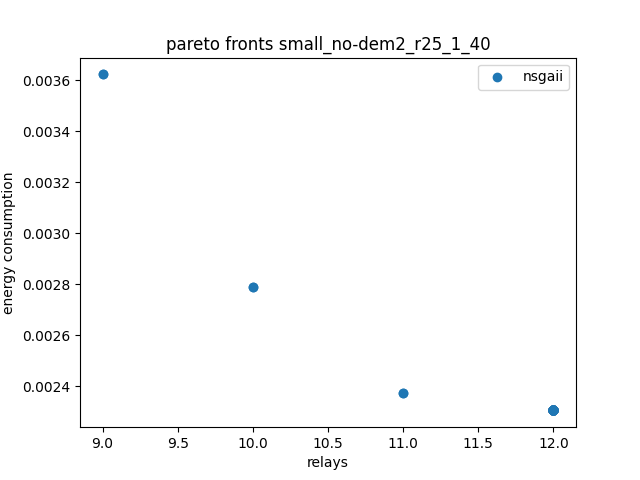 pareto fronts small_no-dem2_r25_1_40
nsgaii
0.0036
0.0034
0.0032
0.0030
0.0028
0.0026
0.0024
energy consumption
9.0 9.5 10.0 10.5 11.0 11.5 12.0
relays